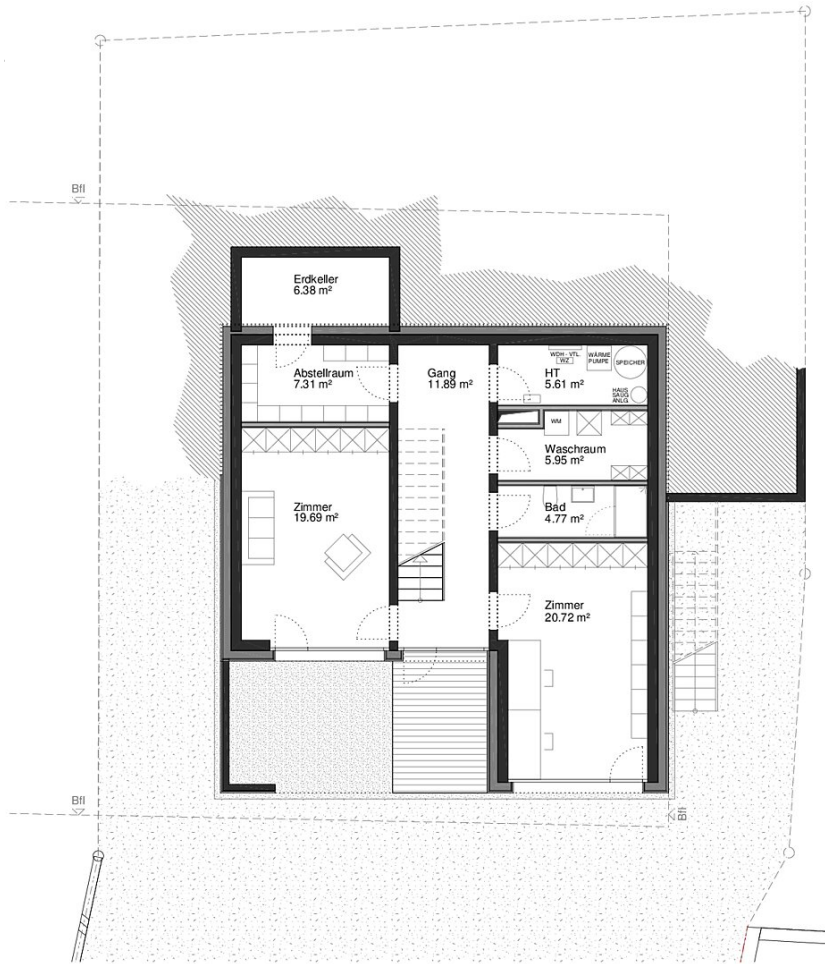 Bfl
Erdkeller
6.38 m²
Abstellraum
7.31 m²
Gang
11.89 m²
WDH - VTL.
WZ
WÄRME
PUMPE
SPEICHER
HT
5.61 m²
HAUS
SAUG
ANLG.
WM
Waschraum
5.95 m²
Zimmer
19.69 m²
Bad
4.77 m²
Zimmer
20.72 m²
Bfl
Bfl